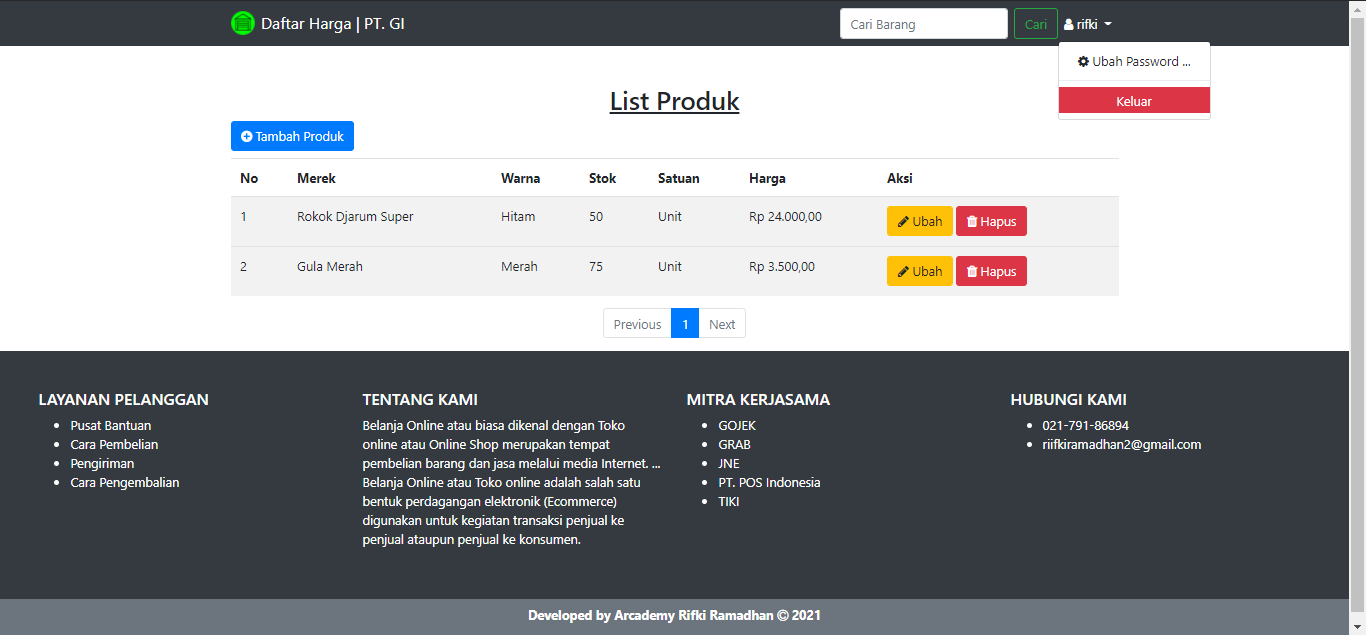 Daftar Harga | PT. GI
Cari Barang
Cari
rifki
Ubah Password ...
Keluar
List Produk
Tambah Produk
No Merek Warna Stok Satuan Harga Aksi
1 Rokok Djarum Super Hitam 50 Unit Rp 24.000,00 Ubah Hapus
2 Gula Merah Merah 75 Unit Rp 3.500,00 Ubah Hapus
Previous 1 Next
LAYANAN PELANGGAN
Pusat Bantuan
Cara Pembelian
Pengiriman
Cara Pengembalian
TENTANG KAMI
Belanja Online atau biasa dikenal dengan Toko
online atau Online Shop merupakan tempat
pembelian barang dan jasa melalui media Internet. ...
Belanja Online atau Toko online adalah salah satu
bentuk perdagangan elektronik (Ecommerce)
digunakan untuk kegiatan transaksi penjual ke
penjual ataupun penjual ke konsumen.
MITRA KERJASAMA
GOJEK
GRAB
JNE
PT. POS Indonesia
TIKI
HUBUNGI KAMI
021-791-86894
riifkiramadhan2@gmail.com
Developed by Arcademy Rifki Ramadhan © 2021